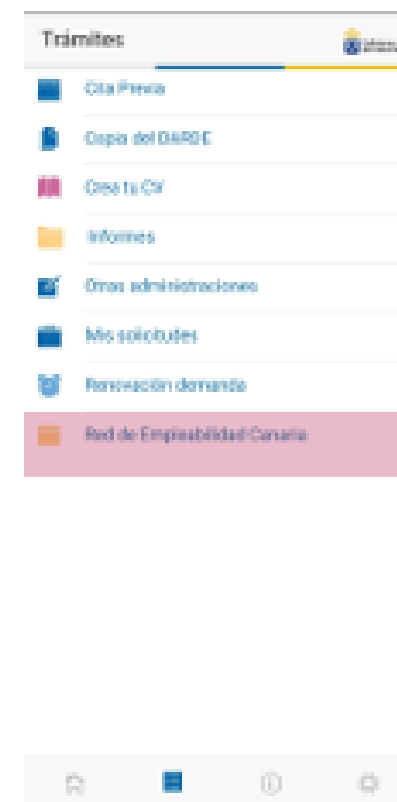 Trámites
Cita Previa
Copia del DARDE
Crea tu CV
Informes
Otras administraciones
Mis solicitudes
Renovación demanda
Red de Empleabilidad Canaria